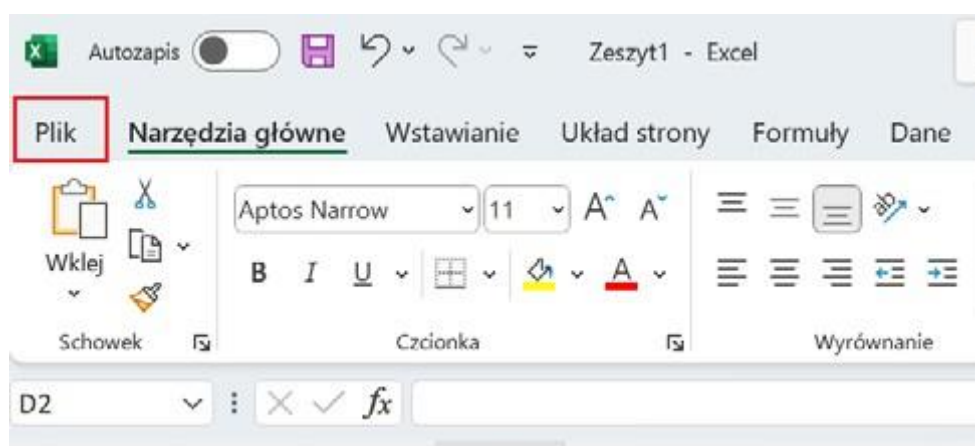 Autozapis Zeszyt1 - Excel
Plik Narzędzia główne Wstawianie Układ strony Formuły Dane
Aptos Narrow 11 A A
Wklej
B I U A
Schowek Czcionka Wyrównanie
D2 fx